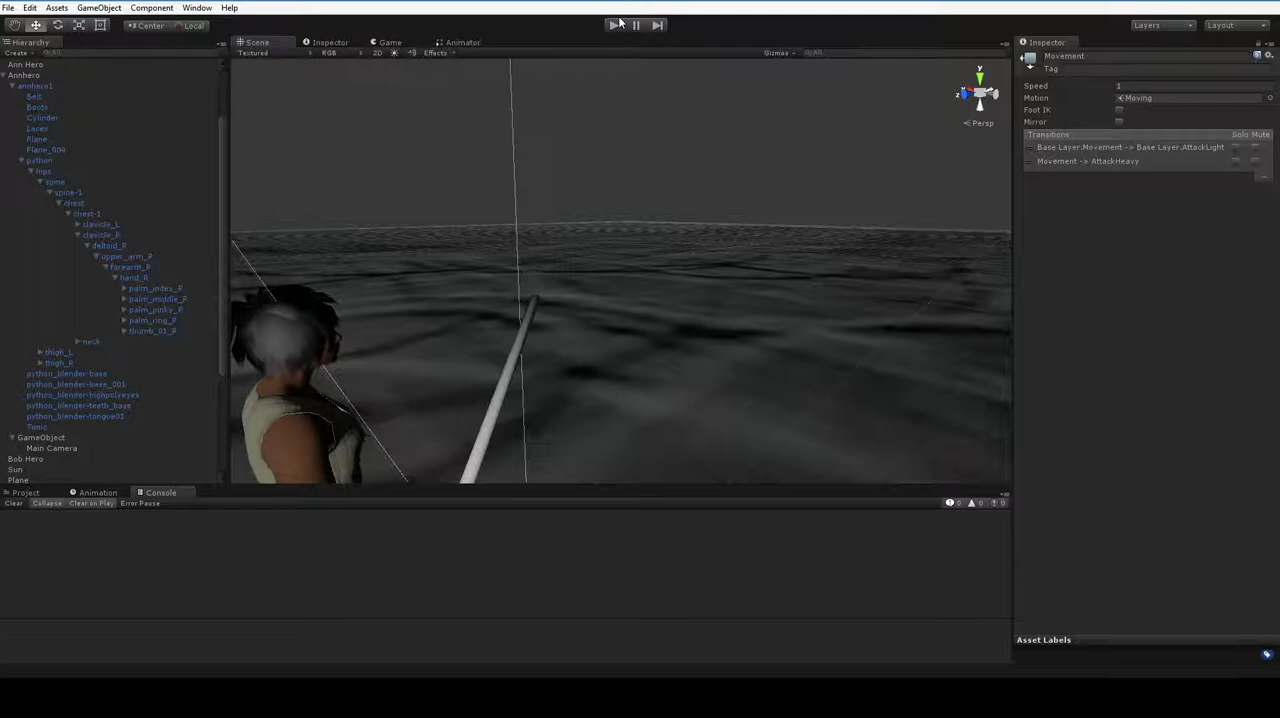 File Edit Assets GameObject Component Window Help
Center Local
Layers Layout
Hierarchy
Create All
Ann Hero
Annhero
annhero1
Belt
Boots
Cylinder
Laces
Plane
Plane_004
python
hips
spine
spine-1
chest
chest-1
clavicle_L
clavicle_R
deltoid_R
upper_arm_R
forearm_R
hand_R
palm_index_R
palm_middle_R
palm_pinky_R
palm_ring_R
thumb_01_R
neck
thigh_L
thigh_R
python_blender-base
python_blender-base_001
python_blender-highpolyeyes
python_blender-teeth_base
python_blender-tongue01
Tunic
GameObject
Main Camera
Bob Hero
Sun
Plane
Scene Inspector Game Animator
Textured RGB 2D Effects Gizmos All
y
z
Persp
Inspector
Movement
Tag
Speed 1
Motion Moving
Foot IK
Mirror
Transitions Solo Mute
Base Layer.Movement -> Base Layer.AttackLight
Movement -> AttackHeavy
Asset Labels
Project Animation Console
Clear Collapse Clear on Play Error Pause
0 0 0